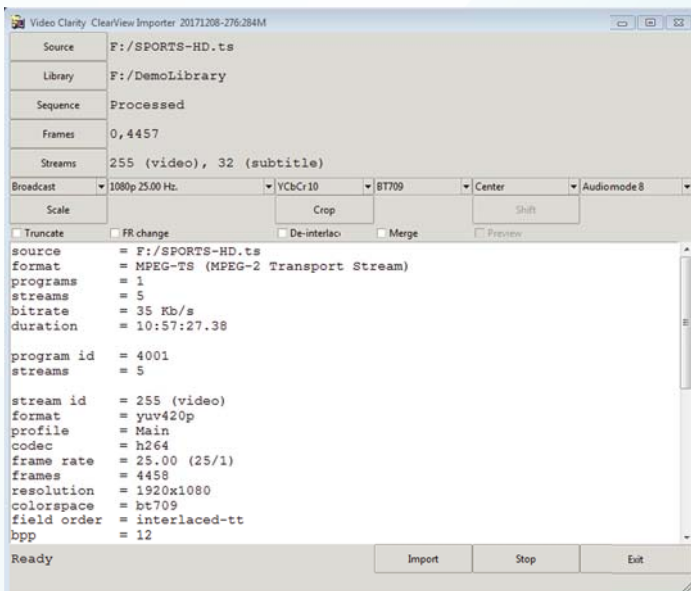 Video Clarity ClearView Importer 20171208-276:284M
Source F:/SPORTS-HD.ts
Library F:/DemoLibrary
Sequence Processed
Frames 0,4457
Streams 255 (video), 32 (subtitle)
Broadcast 1080p 25.00 Hz. YCbCr10 BT709 Center Audiomode 8
Scale Crop Shift
Truncate FR change De-interlac Merge Preview
source = F:/SPORTS-HD.ts
format = MPEG-TS (MPEG-2 Transport Stream)
programs = 1
streams = 5
bitrate = 35 Kb/s
duration = 10:57:27.38
program id = 4001
streams = 5
stream id = 255 (video)
format = yuv420p
profile = Main
codec = h264
frame rate = 25.00 (25/1)
frames = 4458
resolution = 1920x1080
colorspace = bt709
field order = interlaced-tt
bpp = 12
Ready Import Stop Exit